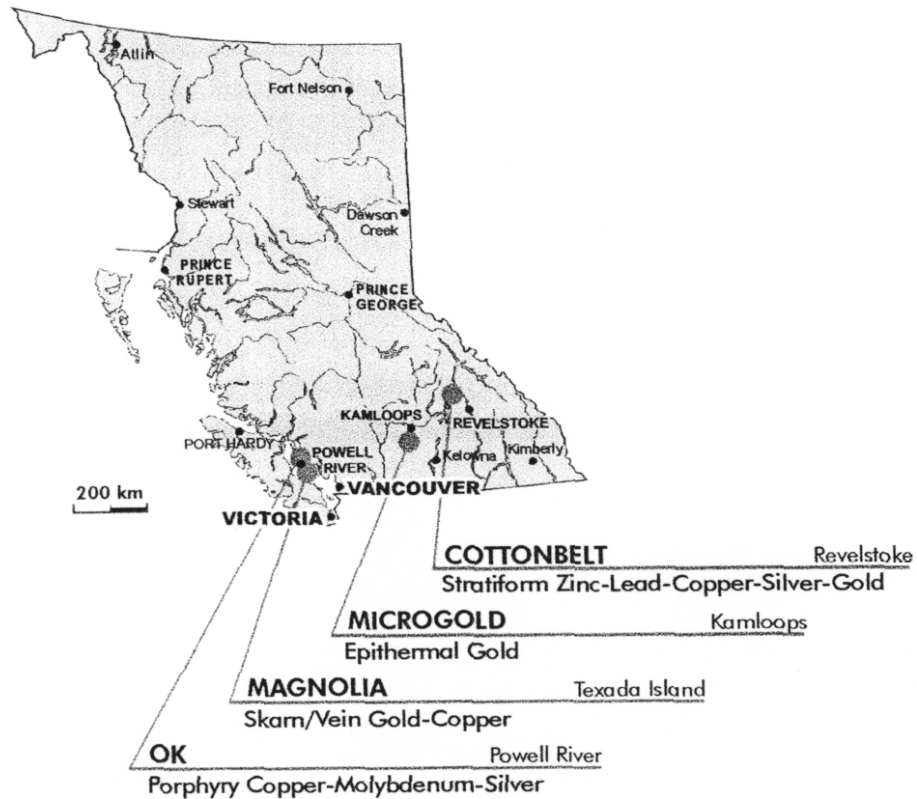 Atlin
Fort Nelson
Stewart
Dawson
Creek
PRINCE
RUPERT
PRINCE
GEORGE
KAMLOOPS
REVELSTOKE
PORT HARDY
POWELL
RIVER
Kelowna
Kimberly
200 km
VANCOUVER
VICTORIA
COTTONBELT Revelstoke
Stratiform Zinc-Lead-Copper-Silver-Gold
MICROGOLD Kamloops
Epithermal Gold
MAGNOLIA Texada Island
Skarn/Vein Gold-Copper
OK Powell River
Porphyry Copper-Molybdenum-Silver